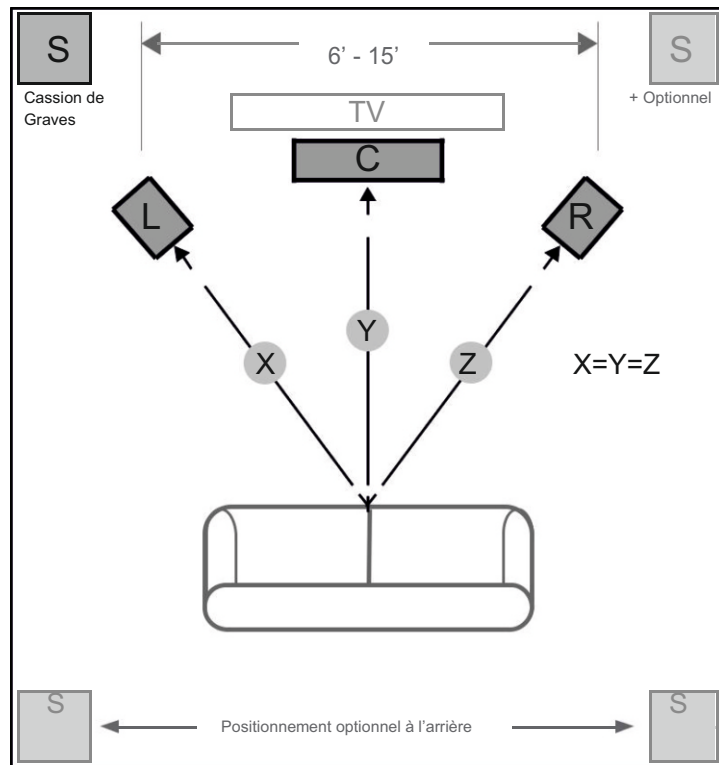 S
6’ - 15’
S
Cassion de
Graves
+ Optionnel
TV
C
L
R
Y
X
Z
X=Y=Z
S
S
Positionnement optionnel à l’arrière